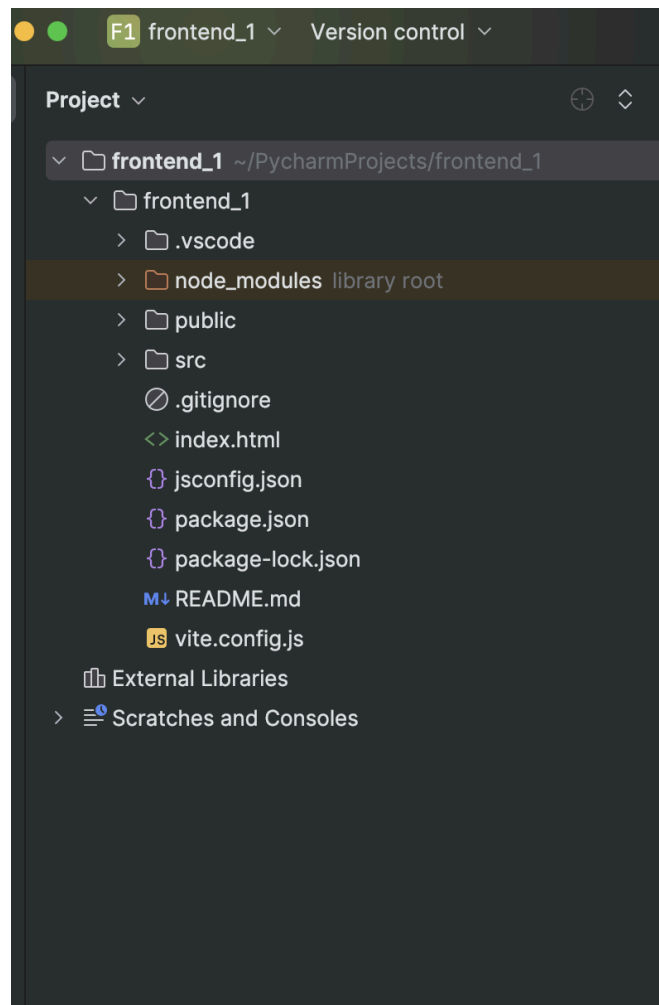 F1 frontend_1 Version control
Project
frontend_1 ~/PycharmProjects/frontend_1
frontend_1
.vscode
node_modules library root
public
src
.gitignore
<> index.html
{} jsconfig.json
{} package.json
{} package-lock.json
M↓ README.md
JS vite.config.js
External Libraries
Scratches and Consoles